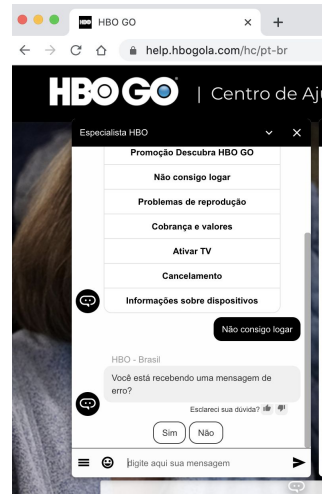 HBO HBO GO
help.hbogola.com/hc/pt-br
HBO GO | Centro de Aj
Especialista HBO
Promoção Descubra HBO GO
Não consigo logar
Problemas de reprodução
Cobrança e valores
Ativar TV
Cancelamento
Informações sobre dispositivos
Não consigo logar
HBO - Brasil
Você está recebendo uma mensagem de
erro?
Esclareci sua dúvida?
Sim Não
digite aqui sua mensagem